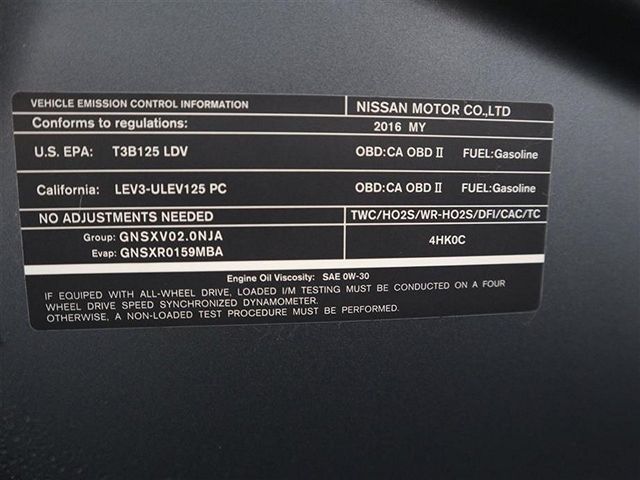 VEHICLE EMISSION CONTROL INFORMATION NISSAN MOTOR CO.,LTD
Conforms to regulations: 2016 MY
U.S. EPA: T3B125 LDV OBD:CA OBD II FUEL:Gasoline
California: LEV3-ULEV125 PC OBD:CA OBD II FUEL:Gasoline
NO ADJUSTMENTS NEEDED TWC/HO2S/WR-HO2S/DFI/CAC/TC
Group: GNSXV02.0NJA
Evap: GNSXR0159MBA 4HK0C
Engine Oil Viscosity: SAE 0W-30
IF EQUIPED WITH ALL-WHEEL DRIVE, LOADED I/M TESTING MUST BE CONDUCTED ON A FOUR
WHEEL DRIVE SPEED SYNCHRONIZED DYNAMOMETER.
OTHERWISE, A NON-LOADED TEST PROCEDURE MUST BE PERFORMED.